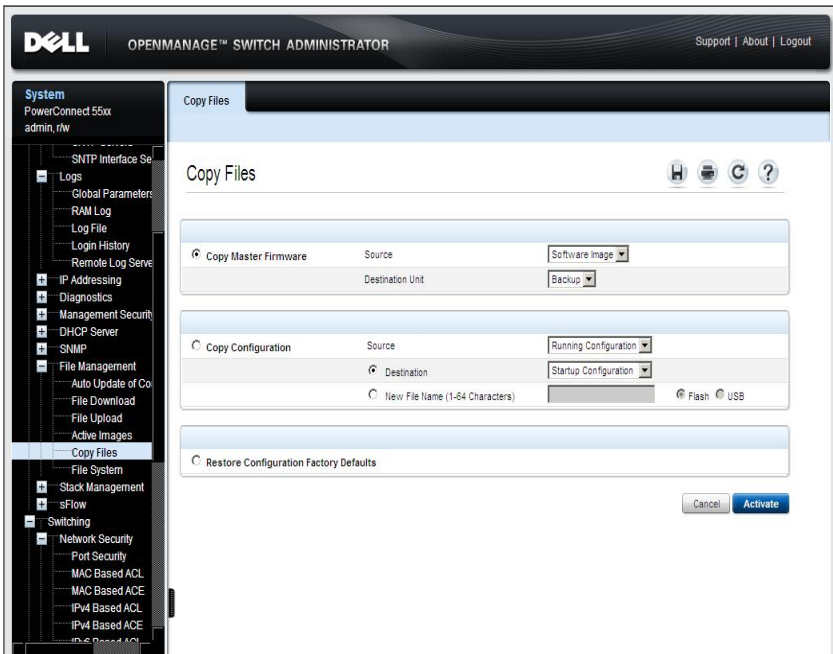 DELL
OPENMANAGE™ SWITCH ADMINISTRATOR
Support | About | Logout
System
PowerConnect 55xx
admin, r/w
SNTP Interface Se
Logs
Global Parameters
RAM Log
Log File
Login History
Remote Log Serve
IP Addressing
Diagnostics
Management Securit
DHCP Server
SNMP
File Management
Auto Update of Co
File Download
File Upload
Active Images
Copy Files
File System
Stack Management
sFlow
Switching
Network Security
Port Security
MAC Based ACL
MAC Based ACE
IPv4 Based ACL
IPv4 Based ACE
Copy Files
Copy Files
Copy Master Firmware Source Software Image
Destination Unit Backup
Copy Configuration Source Running Configuration
Destination Startup Configuration
New File Name (1-64 Characters) Flash USB
Restore Configuration Factory Defaults
Cancel Activate